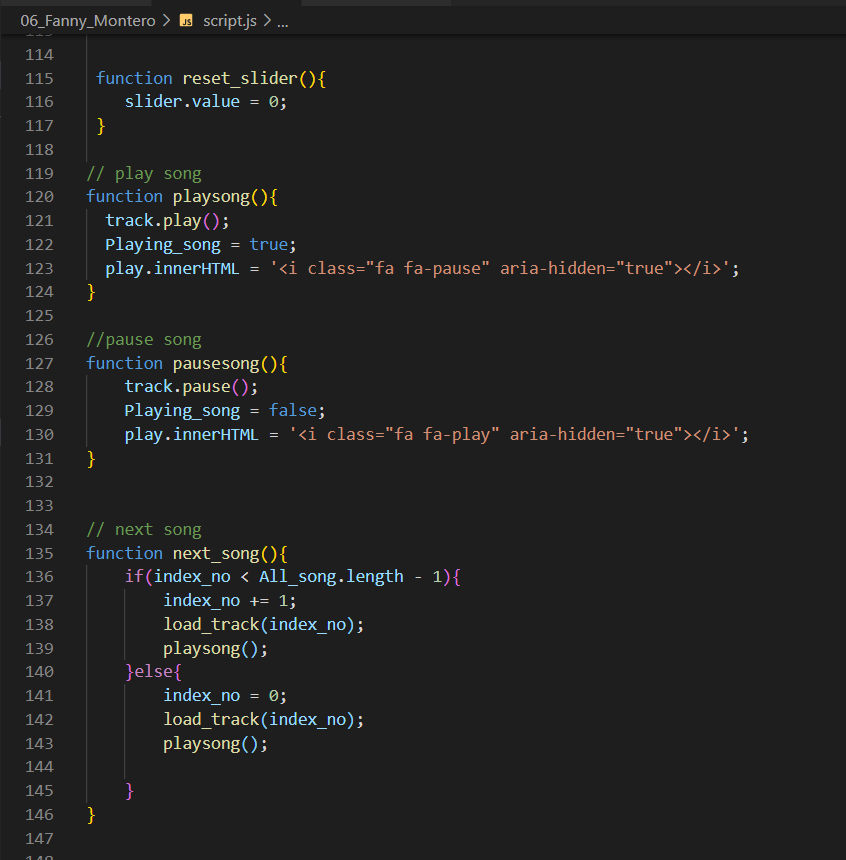 06_Fanny_Montero > JS script.js > ...
114
115 function reset_slider(){
116 slider.value = 0;
117 }
118
119 // play song
120 function playsong(){
121 track.play();
122 Playing_song = true;
123 play.innerHTML = '<i class="fa fa-pause" aria-hidden="true"></i>';
124 }
125
126 //pause song
127 function pausesong(){
128 track.pause();
129 Playing_song = false;
130 play.innerHTML = '<i class="fa fa-play" aria-hidden="true"></i>';
131 }
132
133
134 // next song
135 function next_song(){
136 if(index_no < All_song.length - 1){
137 index_no += 1;
138 load_track(index_no);
139 playsong();
140 }else{
141 index_no = 0;
142 load_track(index_no);
143 playsong();
144
145 }
146 }
147